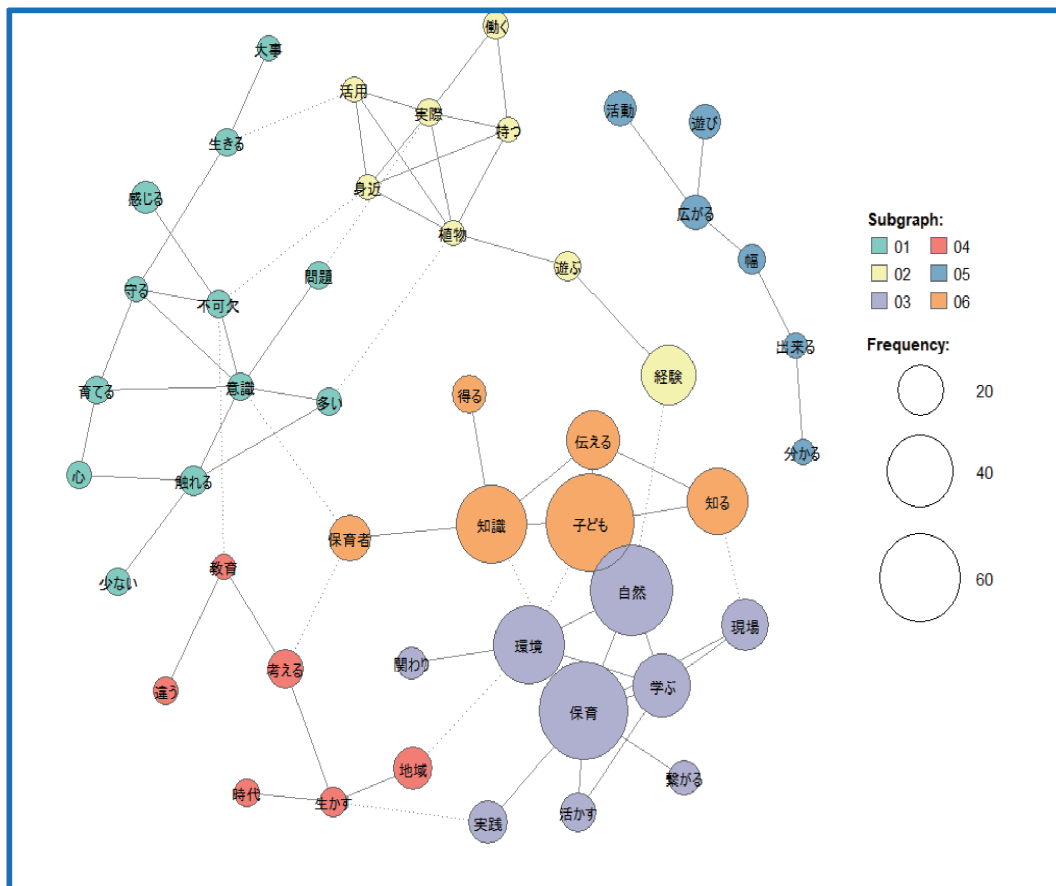 働く
大事
活用
実際
持つ
生きる
身近
感じる
植物
遊ぶ
問題
守る
不可欠
育てる
意識
多い
心
触れる
少ない
経験
得る
伝える
知識
子ども
知る
保育者
教育
自然
環境
現場
関わり
学ぶ
保育
考える
違う
地域
時代
生かす
実践
活かす
繋がる
活動
遊び
広がる
幅
出来る
分かる
Subgraph:
01 04
02 05
03 06
Frequency:
20
40
60